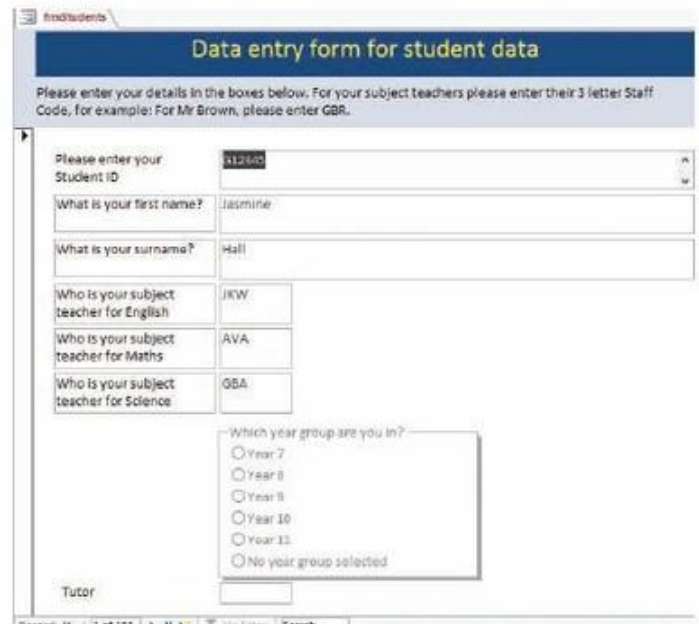 Data entry form for student data
Please enter your details in the boxes below. For your subject teachers please enter their 3 letter Staff
Code, for example: For Mr Brown, please enter GBR.
Please enter your
Student ID
What is your first name? Jasmine
What is your surname? Hall
Who is your subject JKW
teacher for English
Who is your subject AVA
teacher for Maths
Who is your subject GBA
teacher for Science
Which year group are you in?
Year 7
Year 8
Year 9
Year 10
Year 11
No year group selected
Tutor